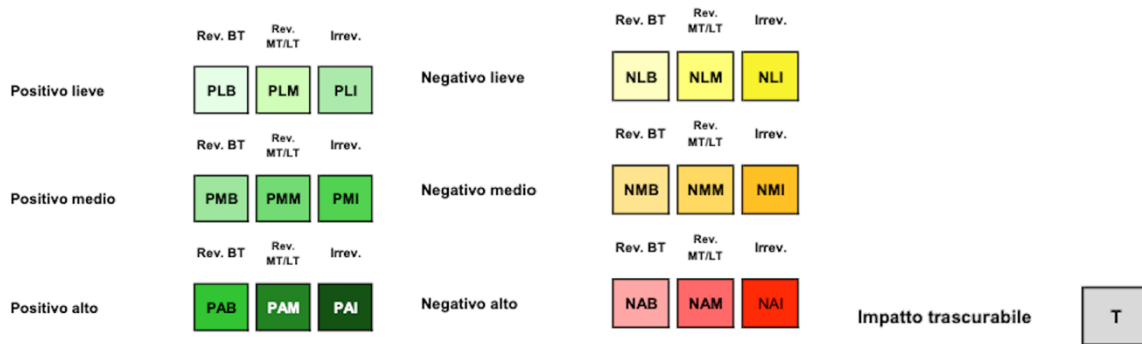 Rev. BT Rev. MT/LT Irrev.
Positivo lieve PLB PLM PLI
Rev. BT Rev. MT/LT Irrev.
Positivo medio PMB PMM PMI
Rev. BT Rev. MT/LT Irrev.
Positivo alto PAB PAM PAI
Rev. BT Rev. MT/LT Irrev.
Negativo lieve NLB NLM NLI
Rev. BT Rev. MT/LT Irrev.
Negativo medio NMB NMM NMI
Rev. BT Rev. MT/LT Irrev.
Negativo alto NAB NAM NAI
Impatto trascurabile T